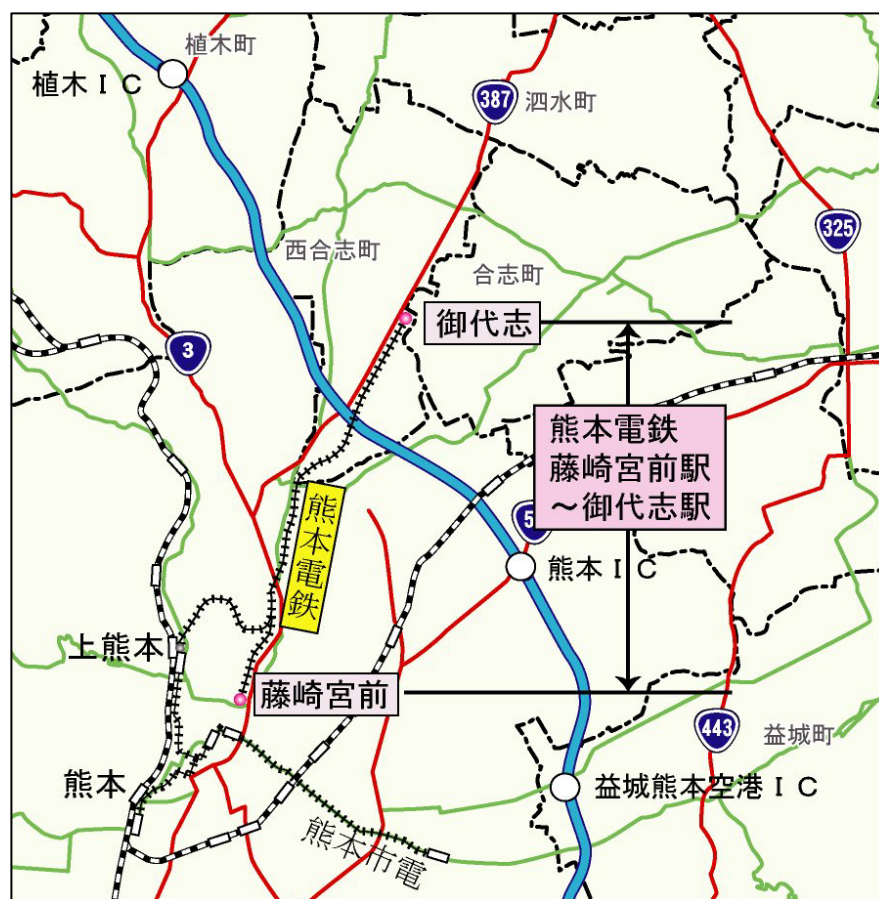 植木町
植木ＩＣ
387
泗水町
325
西合志町
合志町
御代志
3
熊本電鉄
藤崎宮前駅
～御代志駅
熊本電鉄
熊本ＩＣ
上熊本
藤崎宮前
443
益城町
熊本
益城熊本空港ＩＣ
熊本市電